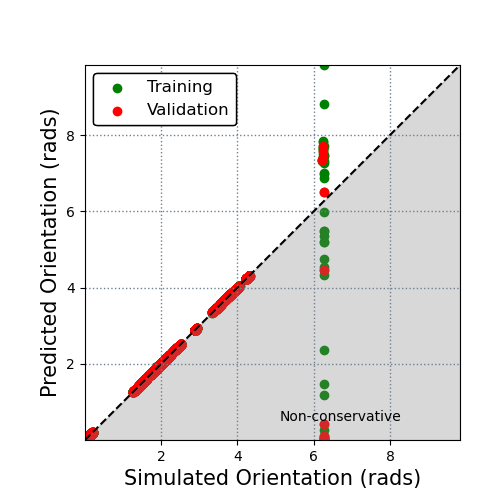 Training
Validation
Predicted Orientation (rads)
8
6
4
2
Non-conservative
2 4 6 8
Simulated Orientation (rads)